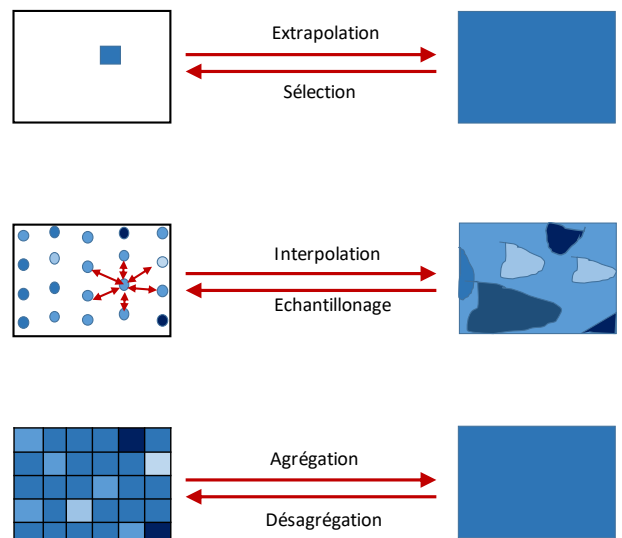 Extrapolation
Sélection
Interpolation
Echantillonage
Agrégation
Désagrégation